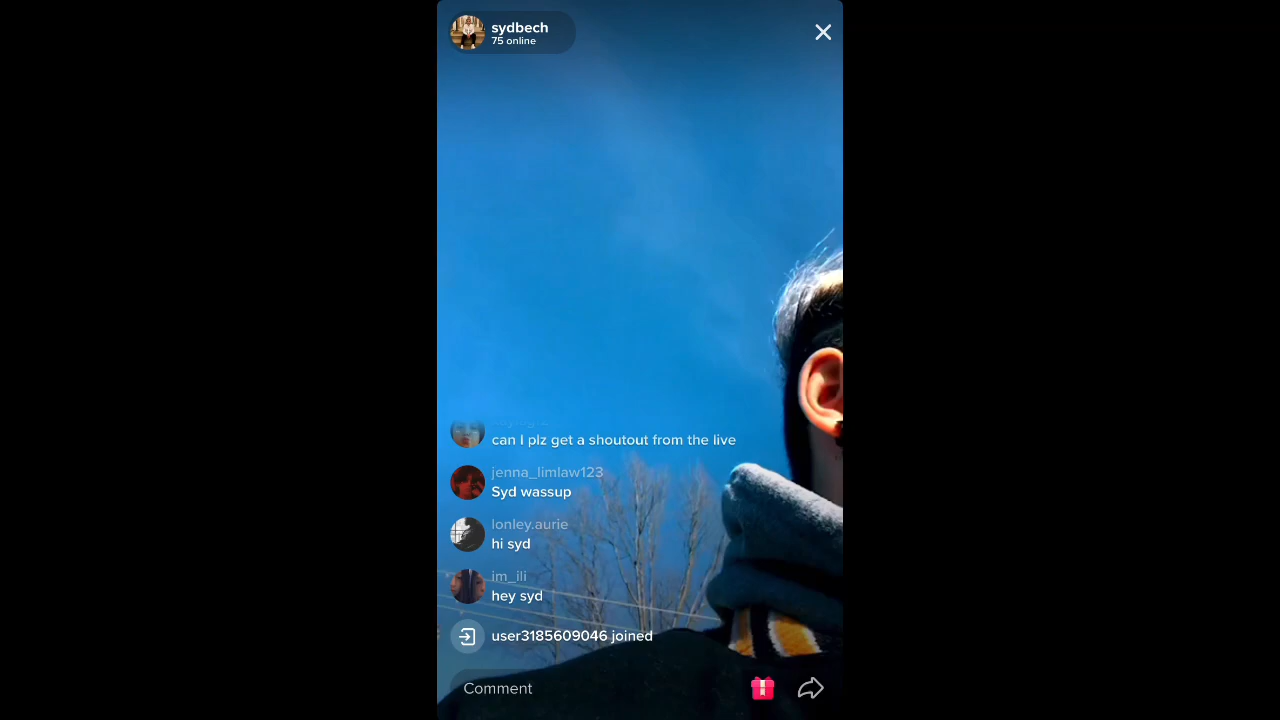 sydbech
75 online
can I plz get a shoutout from the live
jenna_limlaw123
Syd wassup
lonley.aurie
hi syd
im_ili
hey syd
user3185609046 joined
Comment